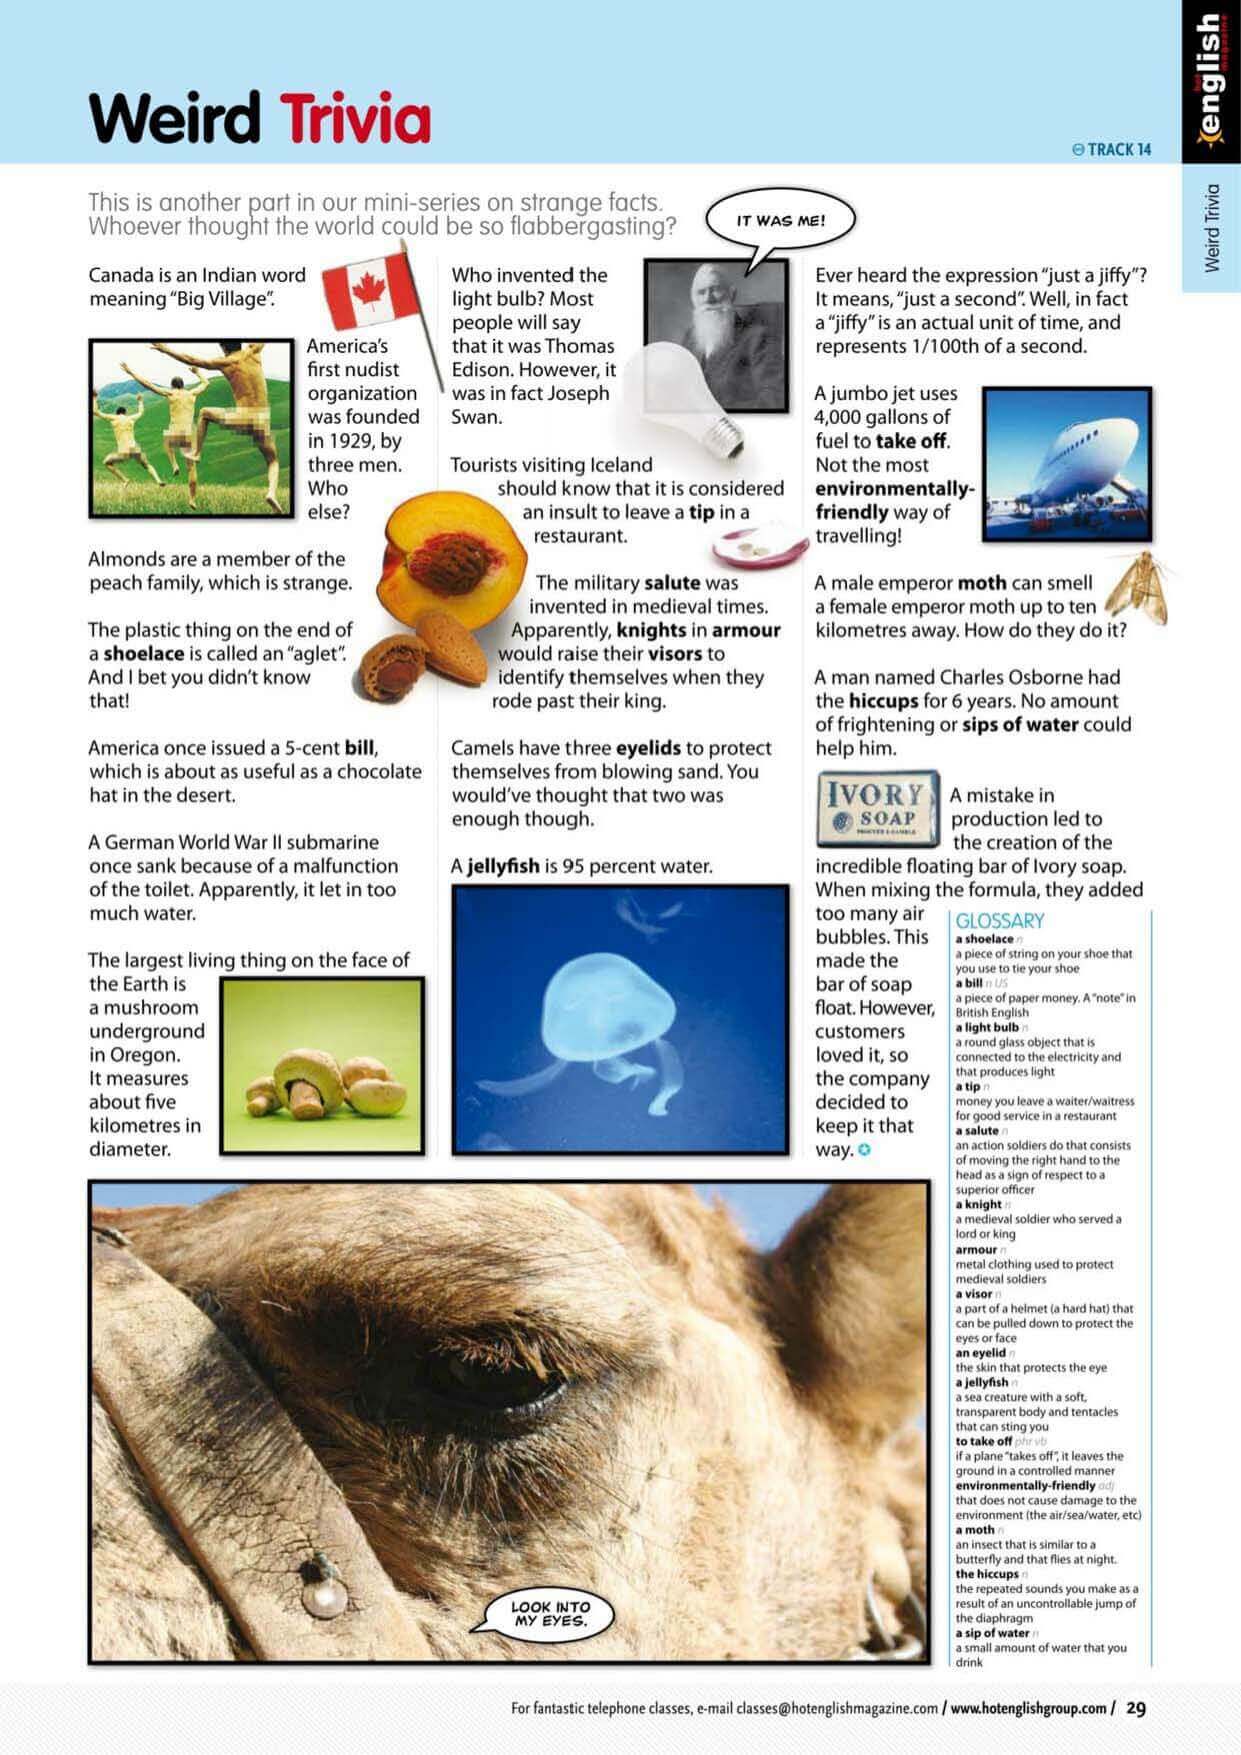 hot
english
magazine
Weird Trivia
TRACK 14
Weird Trivia
This is another part in our mini-series on strange facts.
Whoever thought the world could be so flabbergasting?
IT WAS ME!
Canada is an Indian word
meaning “Big Village”.
America’s
first nudist
organization
was founded
in 1929, by
three men.
Who
else?
Almonds are a member of the
peach family, which is strange.
The plastic thing on the end of
a shoelace is called an “aglet”.
And I bet you didn’t know
that!
America once issued a 5-cent bill,
which is about as useful as a chocolate
hat in the desert.
A German World War II submarine
once sank because of a malfunction
of the toilet. Apparently, it let in too
much water.
The largest living thing on the face of
the Earth is
a mushroom
underground
in Oregon.
It measures
about five
kilometres in
diameter.
Who invented the
light bulb? Most
people will say
that it was Thomas
Edison. However, it
was in fact Joseph
Swan.
Tourists visiting Iceland
should know that it is considered
an insult to leave a tip in a
restaurant.
The military salute was
invented in medieval times.
Apparently, knights in armour
would raise their visors to
identify themselves when they
rode past their king.
Camels have three eyelids to protect
themselves from blowing sand. You
would’ve thought that two was
enough though.
A jellyfish is 95 percent water.
Ever heard the expression “just a jiffy”?
It means, “just a second”. Well, in fact
a “jiffy” is an actual unit of time, and
represents 1/100th of a second.
A jumbo jet uses
4,000 gallons of
fuel to take off.
Not the most
environmentally-
friendly way of
travelling!
A male emperor moth can smell
a female emperor moth up to ten
kilometres away. How do they do it?
A man named Charles Osborne had
the hiccups for 6 years. No amount
of frightening or sips of water could
help him.
IVORY
SOAP
PROCTER & GAMBLE
A mistake in
production led to
the creation of the
incredible floating bar of Ivory soap.
When mixing the formula, they added
too many air
bubbles. This
made the
bar of soap
float. However,
customers
loved it, so
the company
decided to
keep it that
way.
GLOSSARY
a shoelace n
a piece of string on your shoe that
you use to tie your shoe
a bill n US
a piece of paper money. A “note” in
British English
a light bulb n
a round glass object that is
connected to the electricity and
that produces light
a tip n
money you leave a waiter/waitress
for good service in a restaurant
a salute n
an action soldiers do that consists
of moving the right hand to the
head as a sign of respect to a
superior officer
a knight n
a medieval soldier who served a
lord or king
armour n
metal clothing used to protect
medieval soldiers
a visor n
a part of a helmet (a hard hat) that
can be pulled down to protect the
eyes or face
an eyelid n
the skin that protects the eye
a jellyfish n
a sea creature with a soft,
transparent body and tentacles
that can sting you
to take off phr vb
if a plane “takes off”, it leaves the
ground in a controlled manner
environmentally-friendly adj
that does not cause damage to the
environment (the air/sea/water, etc)
a moth n
an insect that is similar to a
butterfly and that flies at night.
the hiccups n
the repeated sounds you make as a
result of an uncontrollable jump of
the diaphragm
a sip of water n
a small amount of water that you
drink
LOOK INTO
MY EYES.
For fantastic telephone classes, e-mail classes@hotenglishmagazine.com / www.hotenglishgroup.com / 29